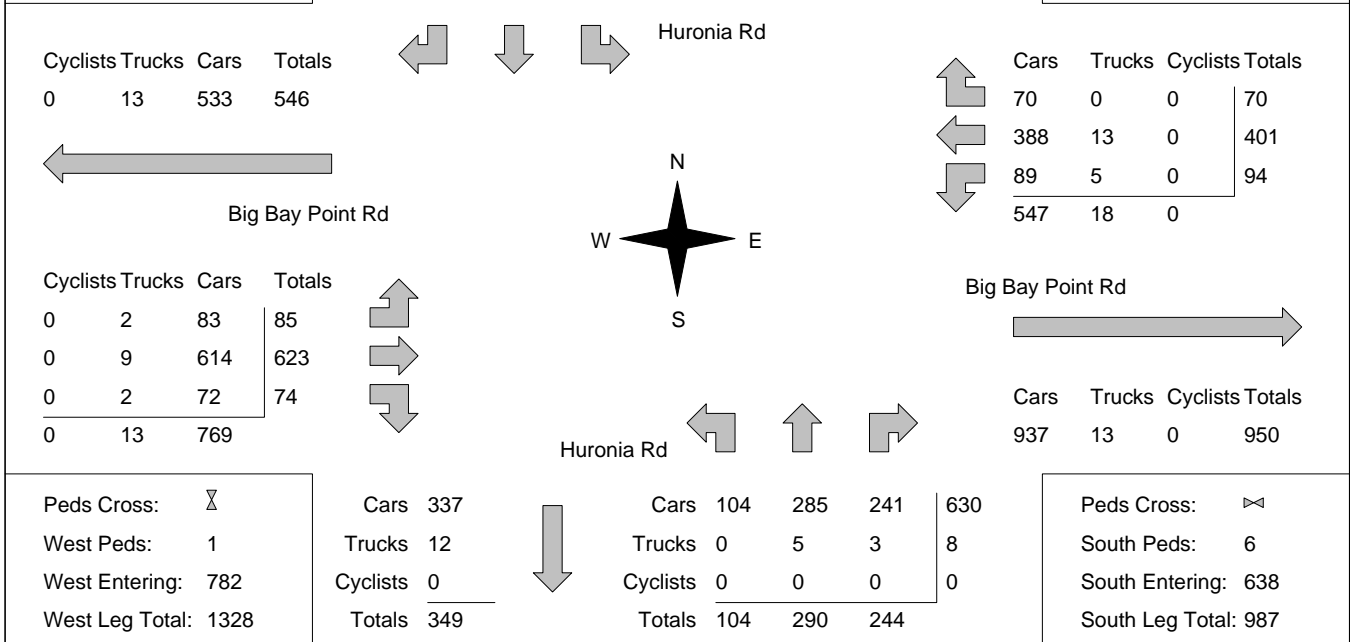 Huronia Rd
Cyclists Trucks Cars Totals
0 13 533 546
Cars Trucks Cyclists Totals
70 0 0 70
388 13 0 401
89 5 0 94
547 18 0
N
W E
S
Big Bay Point Rd
Cyclists Trucks Cars Totals
0 2 83 85
0 9 614 623
0 2 72 74
0 13 769
Big Bay Point Rd
Cars Trucks Cyclists Totals
937 13 0 950
Huronia Rd
Peds Cross:
West Peds: 1
West Entering: 782
West Leg Total: 1328
Cars 337
Trucks 12
Cyclists 0
Totals 349
Cars 104 285 241 630
Trucks 0 5 3 8
Cyclists 0 0 0 0
Totals 104 290 244
Peds Cross:
South Peds: 6
South Entering: 638
South Leg Total: 987